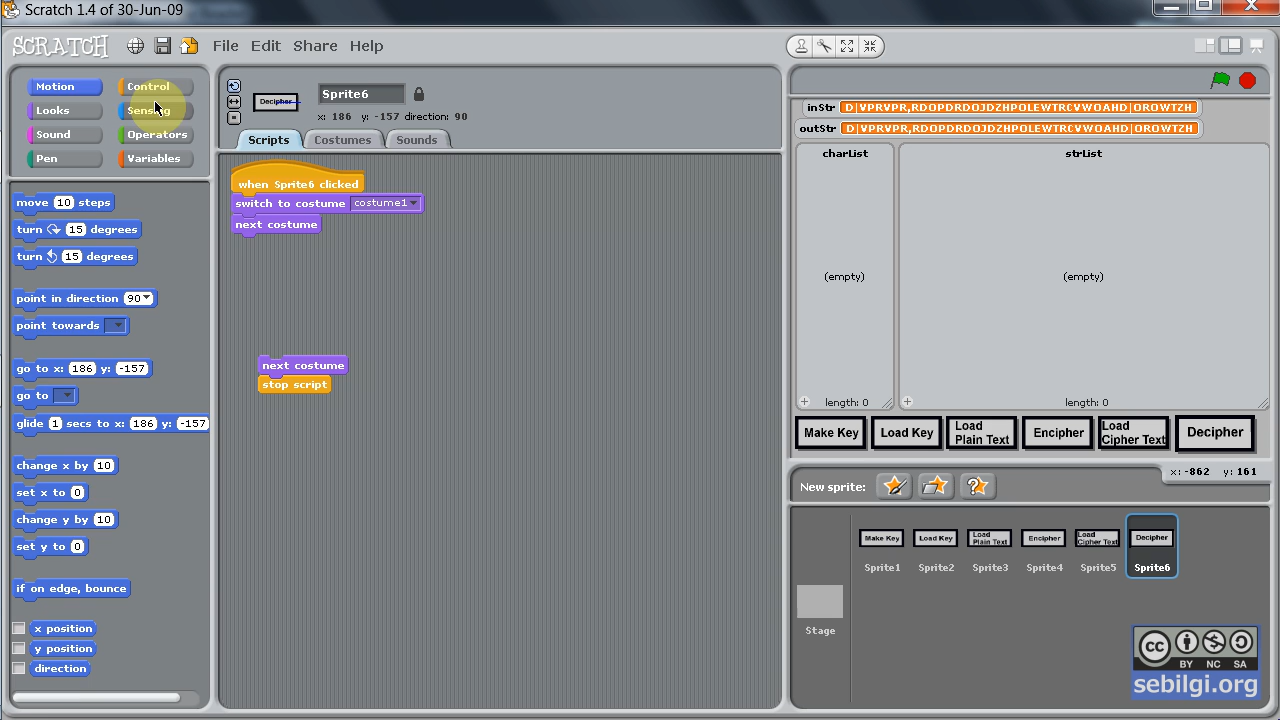 Scratch 1.4 of 30-Jun-09
SCRATCH
File Edit Share Help
Motion
Control
Looks
Sensing
Sound
Operators
Pen
Variables
move 10 steps
turn 15 degrees
turn 15 degrees
point in direction 90
point towards
go to x: 186 y: -157
go to
glide 1 secs to x: 186 y: -157
change x by 10
set x to 0
change y by 10
set y to 0
if on edge, bounce
x position
y position
direction
Decipher
Sprite6
x: 186 y: -157 direction: 90
Scripts
Costumes
Sounds
when Sprite6 clicked
switch to costume costume1
next costume
next costume
stop script
inStr D|VPRVPR,RDOPDRDOJDZHPOLEWTRCVWOAHD|OROWTZH
outStr D|VPRVPR,RDOPDRDOJDZHPOLEWTRCVWOAHD|OROWTZH
charList
strList
(empty)
(empty)
+ length: 0
+ length: 0
Make Key
Load Key
Load
Plain Text
Encipher
Load
Cipher Text
Decipher
x: -862 y: 161
New sprite:
Make Key
Load Key
Load
Plain Text
Encipher
Load
Cipher Text
Decipher
Sprite1
Sprite2
Sprite3
Sprite4
Sprite5
Sprite6
Stage
cc
BY NC SA
sebilgi.org